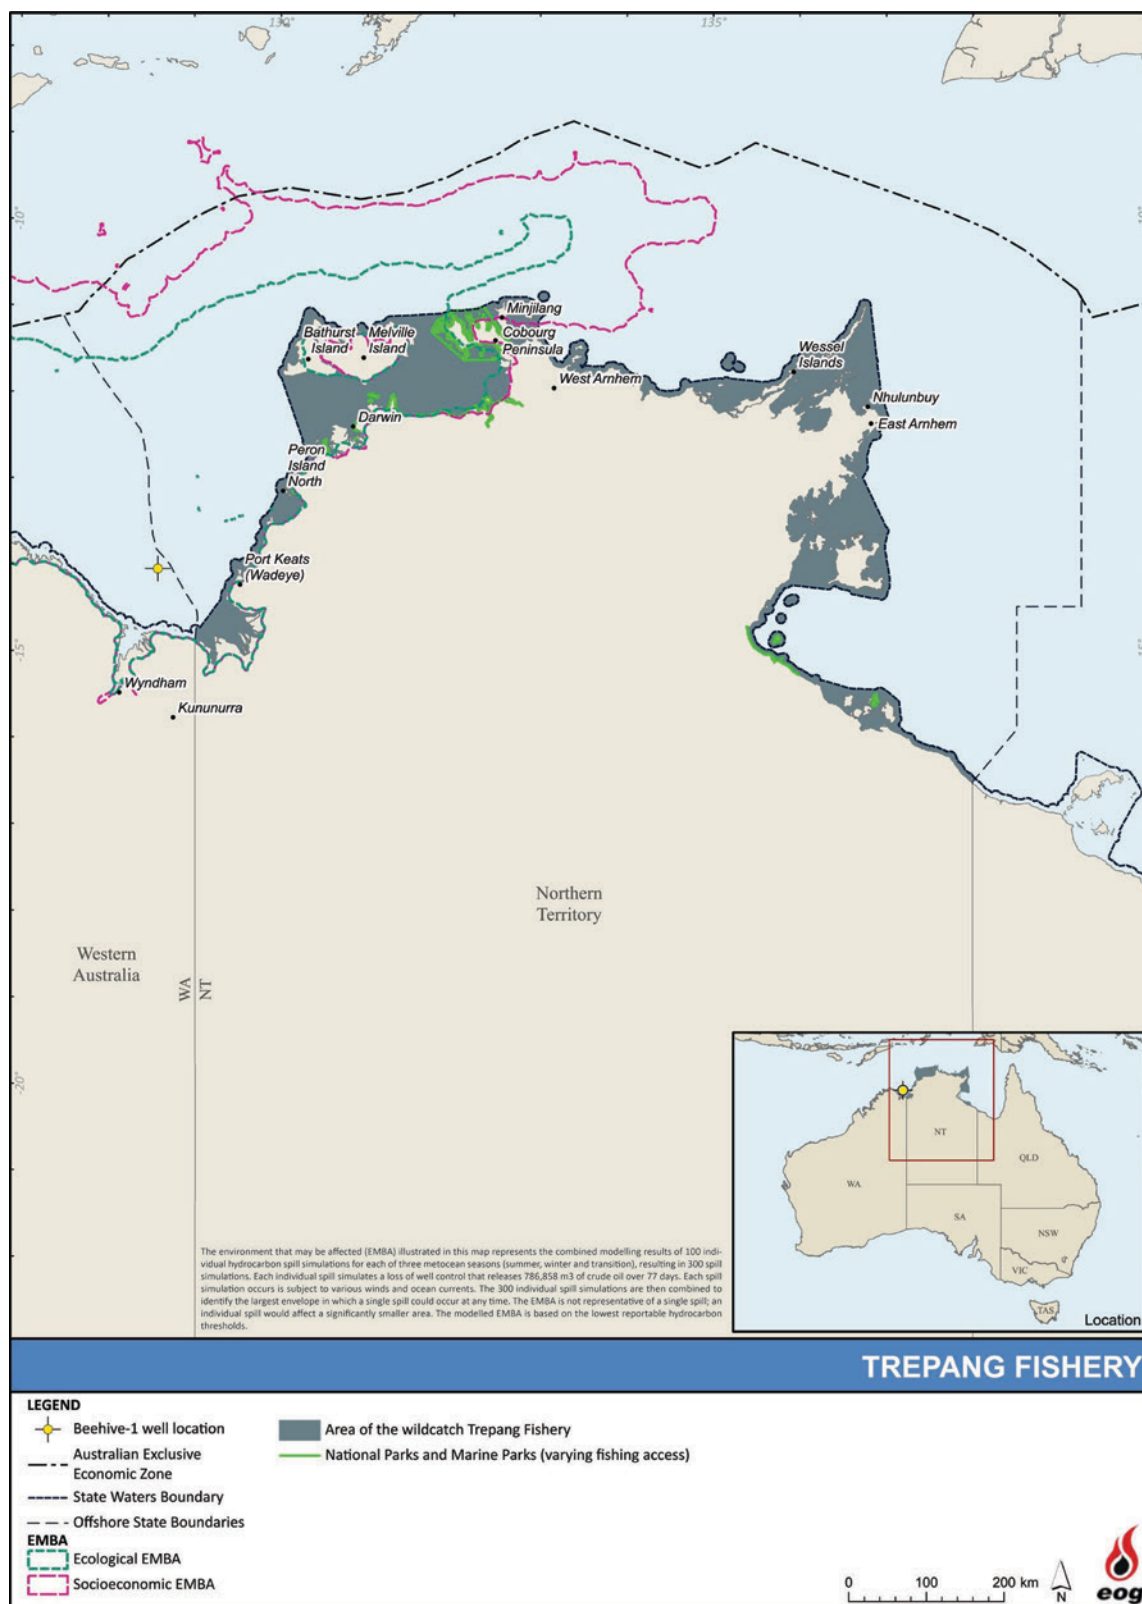 130°
135°
-10°
Minjilang
Bathurst
Island
Melville
Island
Cobourg
Peninsula
Wessel
Islands
West Arnhem
Nhulunbuy
East Arnhem
Darwin
Peron
Island
North
Port Keats
(Wadeye)
-15°
Wyndham
Kununurra
Northern
Territory
Western
Australia
WA
NT
-20°
NT
QLD
WA
SA
NSW
VIC
TAS
Location
The environment that may be affected (EMBA) illustrated in this map represents the combined modelling results of 100 indi-
vidual hydrocarbon spill simulations for each of three metocean seasons (summer, winter and transition), resulting in 300 spill
simulations. Each individual spill simulates a loss of well control that releases 786,858 m3 of crude oil over 77 days. Each spill
simulation occurs is subject to various winds and ocean currents. The 300 individual spill simulations are then combined to
identify the largest envelope in which a single spill could occur at any time. The EMBA is not representative of a single spill; an
individual spill would affect a significantly smaller area. The modelled EMBA is based on the lowest reportable hydrocarbon
thresholds.
TREPANG FISHERY
LEGEND
Beehive-1 well location
Australian Exclusive
Economic Zone
State Waters Boundary
Offshore State Boundaries
EMBA
Ecological EMBA
Socioeconomic EMBA
Area of the wildcatch Trepang Fishery
National Parks and Marine Parks (varying fishing access)
0 100 200 km
N
eog